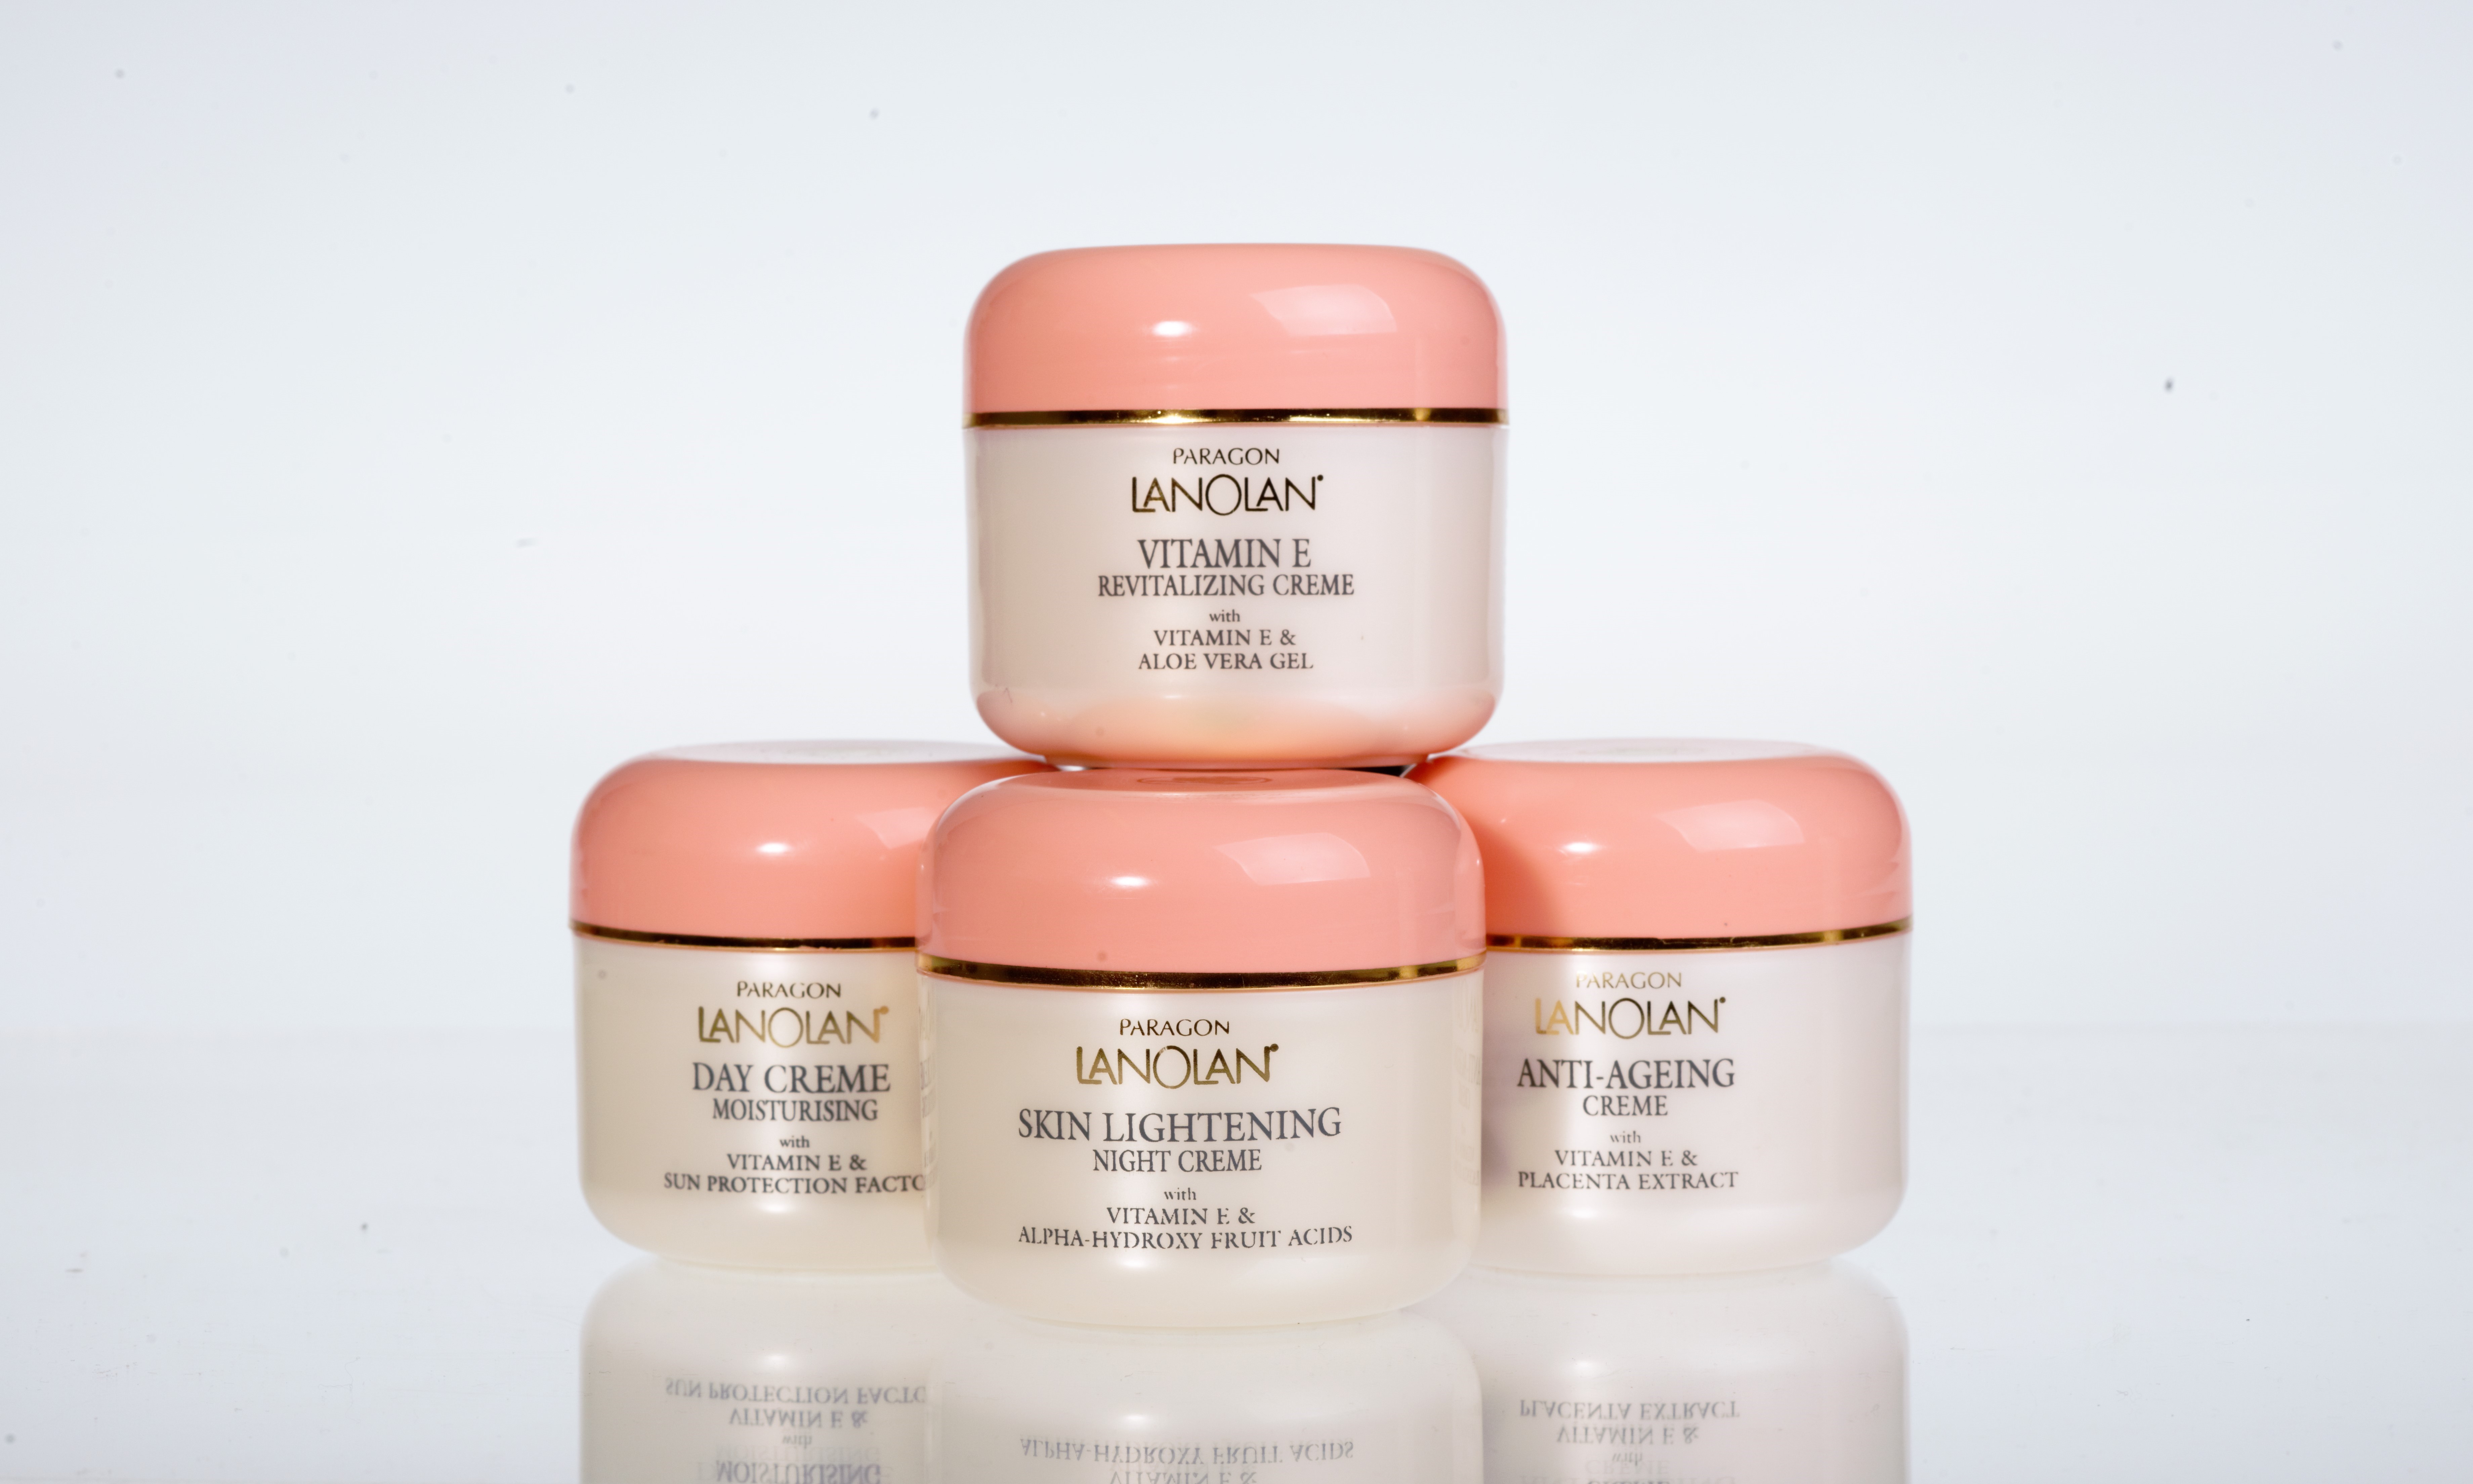 PARAGON
LANOLAN
VITAMIN E
REVITALIZING CREME
with
VITAMIN E &
ALOE VERA GEL
PARAGON
LANOLAN
DAY CREME
MOISTURISING
with
VITAMIN E &
SUN PROTECTION FACTO
PARAGON
LANOLAN
SKIN LIGHTENING
NIGHT CREME
with
VITAMIN E &
ALPHA-HYDROXY FRUIT ACIDS
PARAGON
LANOLAN
ANTI-AGEING
CREME
with
VITAMIN E &
PLACENTA EXTRACT